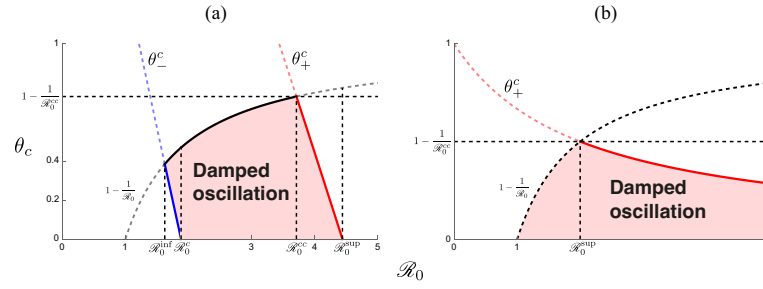 (a)
(b)
1
θ^c_−
θ^c_+
1 − 1/ℛ_0^cc
θ_c
0.4
0.2
0
1 − 1/ℛ_0
Damped
oscillation
0
1
ℛ_0^inf
ℛ_0^c
3
ℛ_0^cc
4
ℛ_0^sup
5
1
θ^c_+
1 − 1/ℛ_0^cc
1 − 1/ℛ_0
Damped
oscillation
0
0
1
ℛ_0^sup
ℛ_0